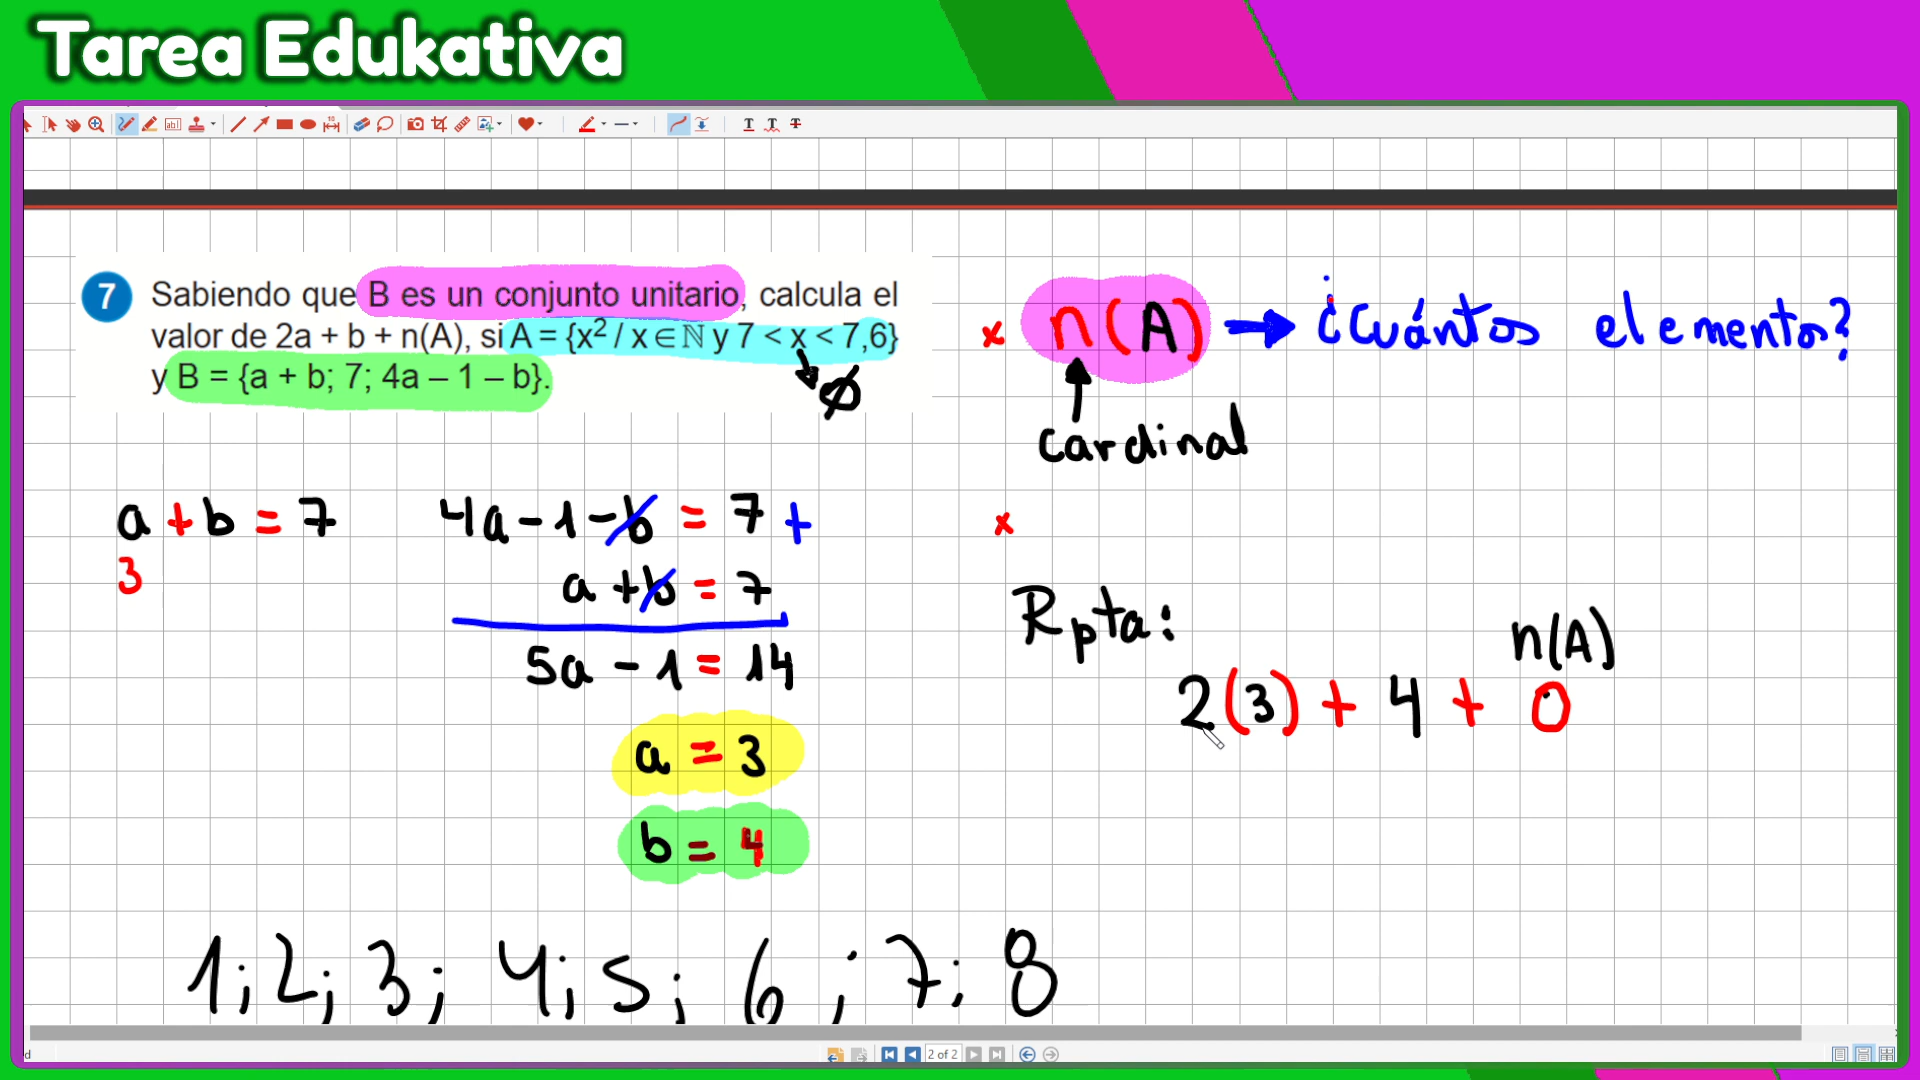 Tarea Edukativa
7 Sabiendo que B es un conjunto unitario, calcula el
valor de 2a + b + n(A), si A = {x² / x ∈ ℕ y 7 < x < 7,6}
y B = {a + b; 7; 4a – 1 – b}.
∅
x n(A) → ¿Cuántos elementos?
cardinal
a + b = 7
3
4a - 1 - b = 7 +
a + b = 7
5a - 1 = 14
a = 3
b = 4
x
Rpta:
n(A)
2(3) + 4 + 0
1; 2; 3; 4; 5; 6; 7; 8
2 of 2